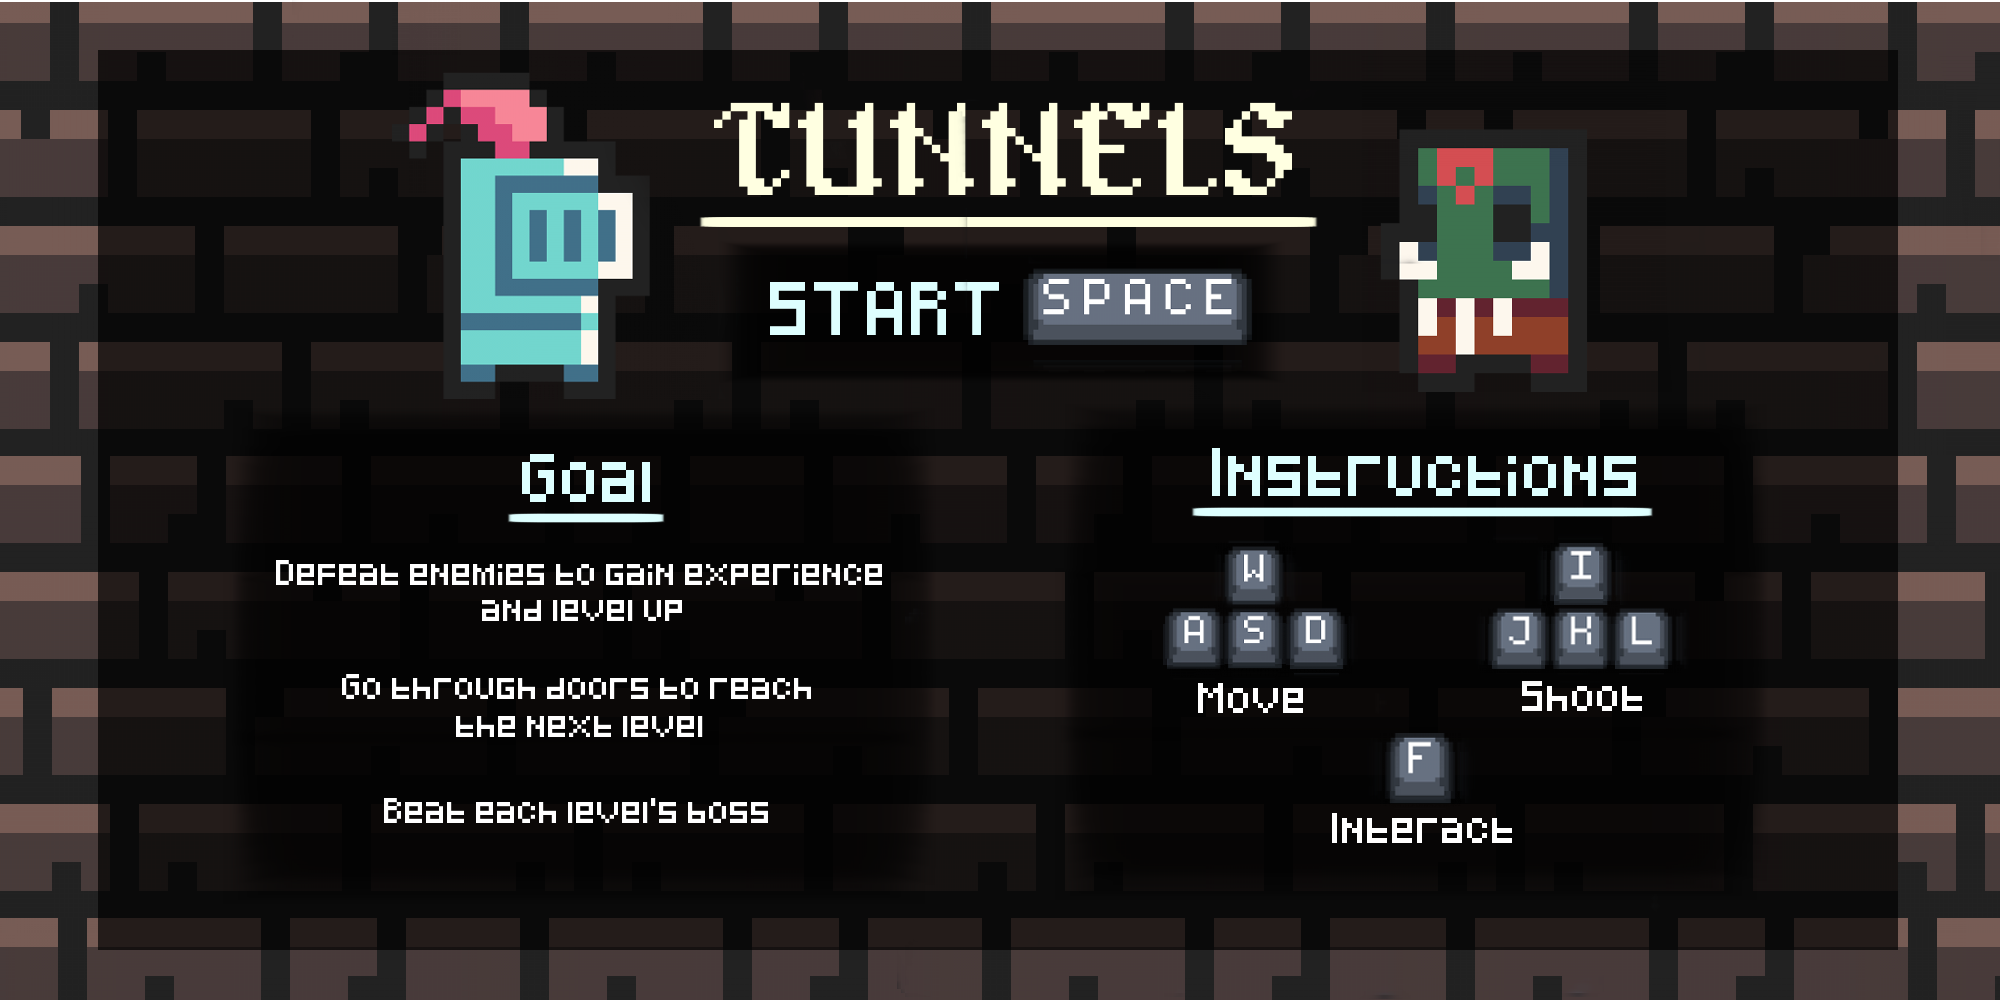 TUNNELS
START SPACE
Goal
Defeat enemies to gain experience
and level up
Go through doors to reach
the next level
Beat each level's boss
Instructions
W
A S D
Move
I
J K L
Shoot
F
Interact